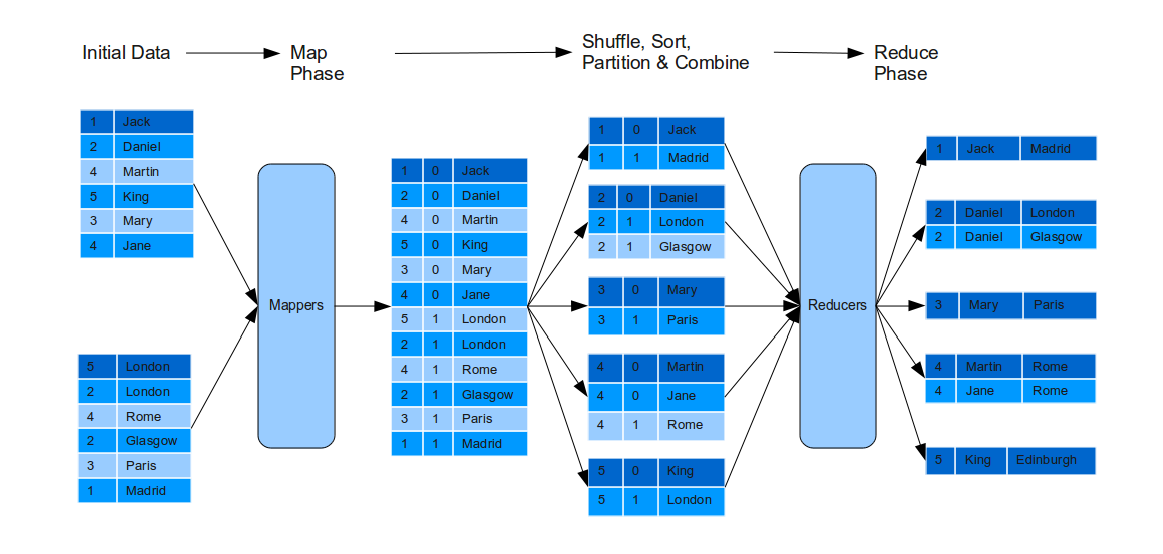 Initial Data
Map
Phase
Shuffle, Sort,
Partition & Combine
Reduce
Phase
1 Jack
2 Daniel
4 Martin
5 King
3 Mary
4 Jane
5 London
2 London
4 Rome
2 Glasgow
3 Paris
1 Madrid
Mappers
1 0 Jack
2 0 Daniel
4 0 Martin
5 0 King
3 0 Mary
4 0 Jane
5 1 London
2 1 London
4 1 Rome
2 1 Glasgow
3 1 Paris
1 1 Madrid
1 0 Jack
1 1 Madrid
2 0 Daniel
2 1 London
2 1 Glasgow
3 0 Mary
3 1 Paris
4 0 Martin
4 0 Jane
4 1 Rome
5 0 King
5 1 London
Reducers
1 Jack Madrid
2 Daniel London
2 Daniel Glasgow
3 Mary Paris
4 Martin Rome
4 Jane Rome
5 King Edinburgh